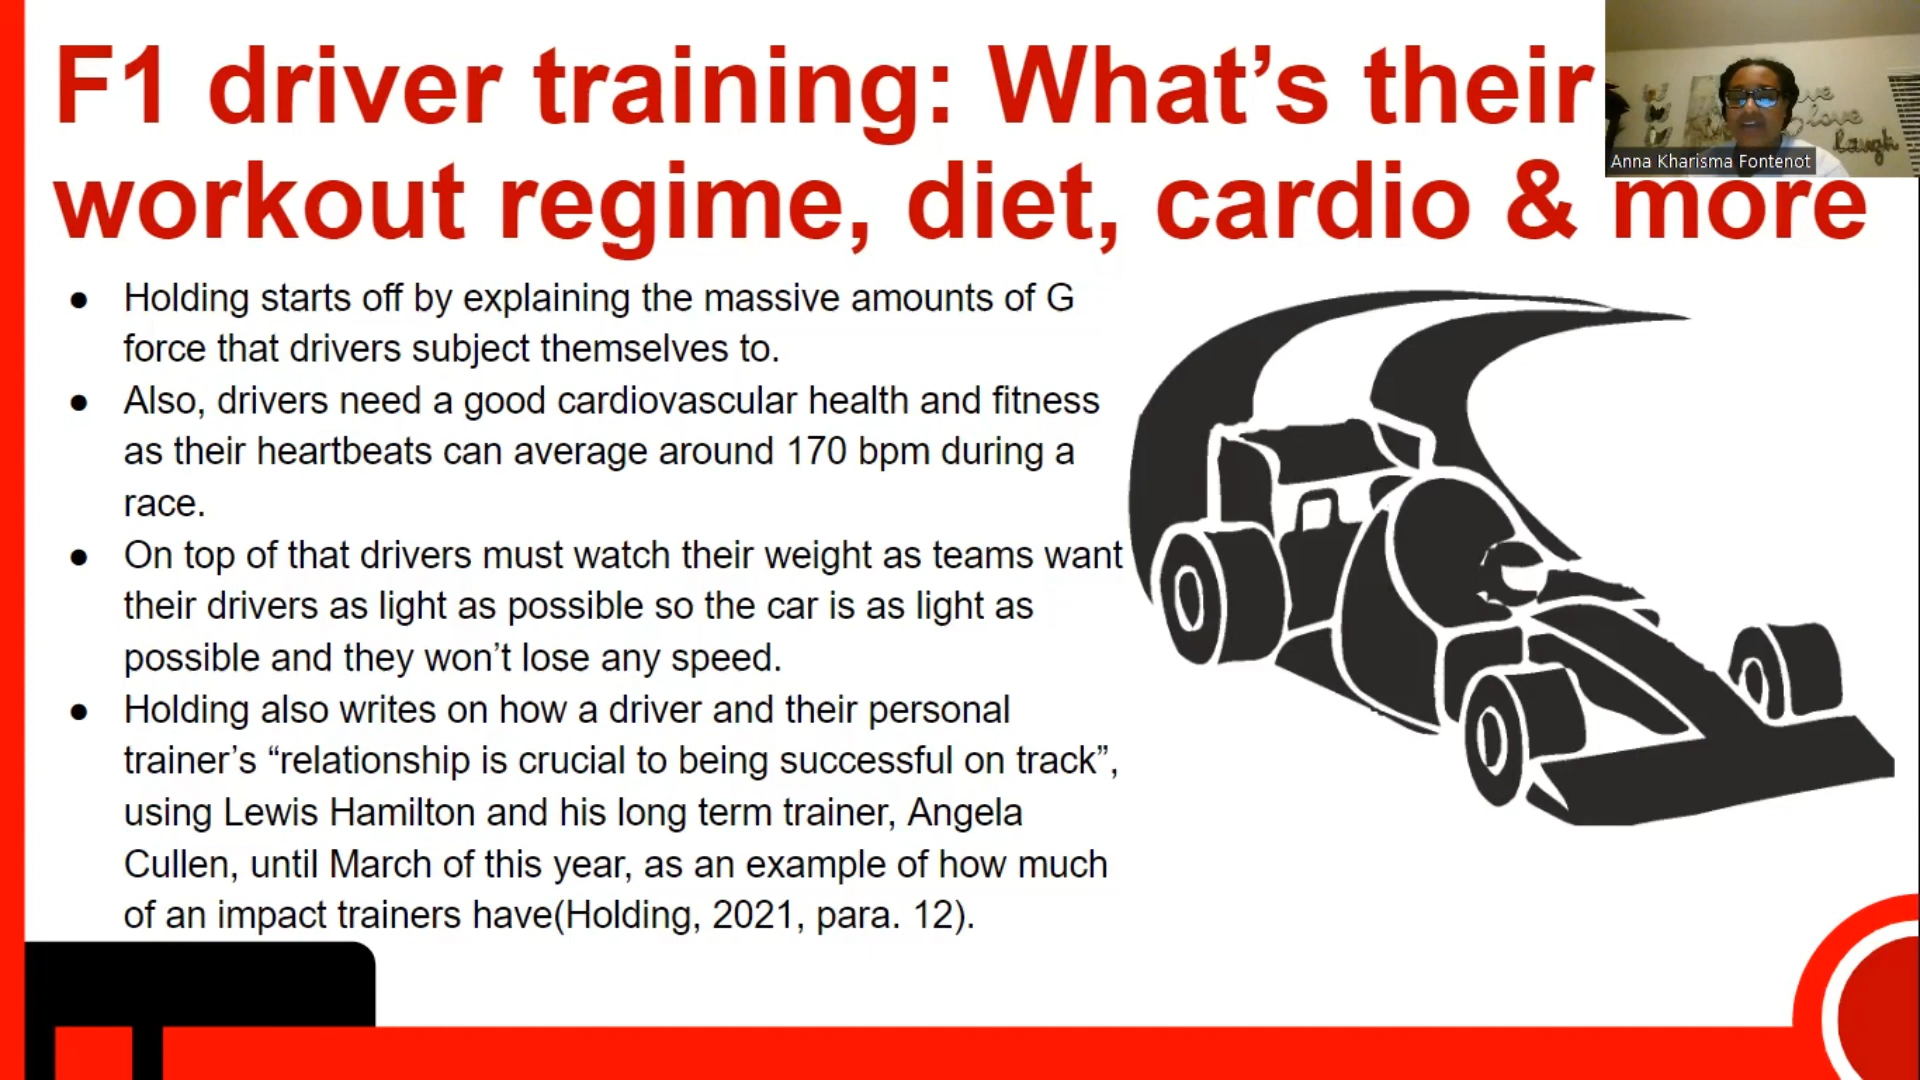 F1 driver training: What’s their
workout regime, diet, cardio & more
● Holding starts off by explaining the massive amounts of G
force that drivers subject themselves to.
● Also, drivers need a good cardiovascular health and fitness
as their heartbeats can average around 170 bpm during a
race.
● On top of that drivers must watch their weight as teams want
their drivers as light as possible so the car is as light as
possible and they won’t lose any speed.
● Holding also writes on how a driver and their personal
trainer’s “relationship is crucial to being successful on track”,
using Lewis Hamilton and his long term trainer, Angela
Cullen, until March of this year, as an example of how much
of an impact trainers have(Holding, 2021, para. 12).
love
laugh
Anna Kharisma Fontenot